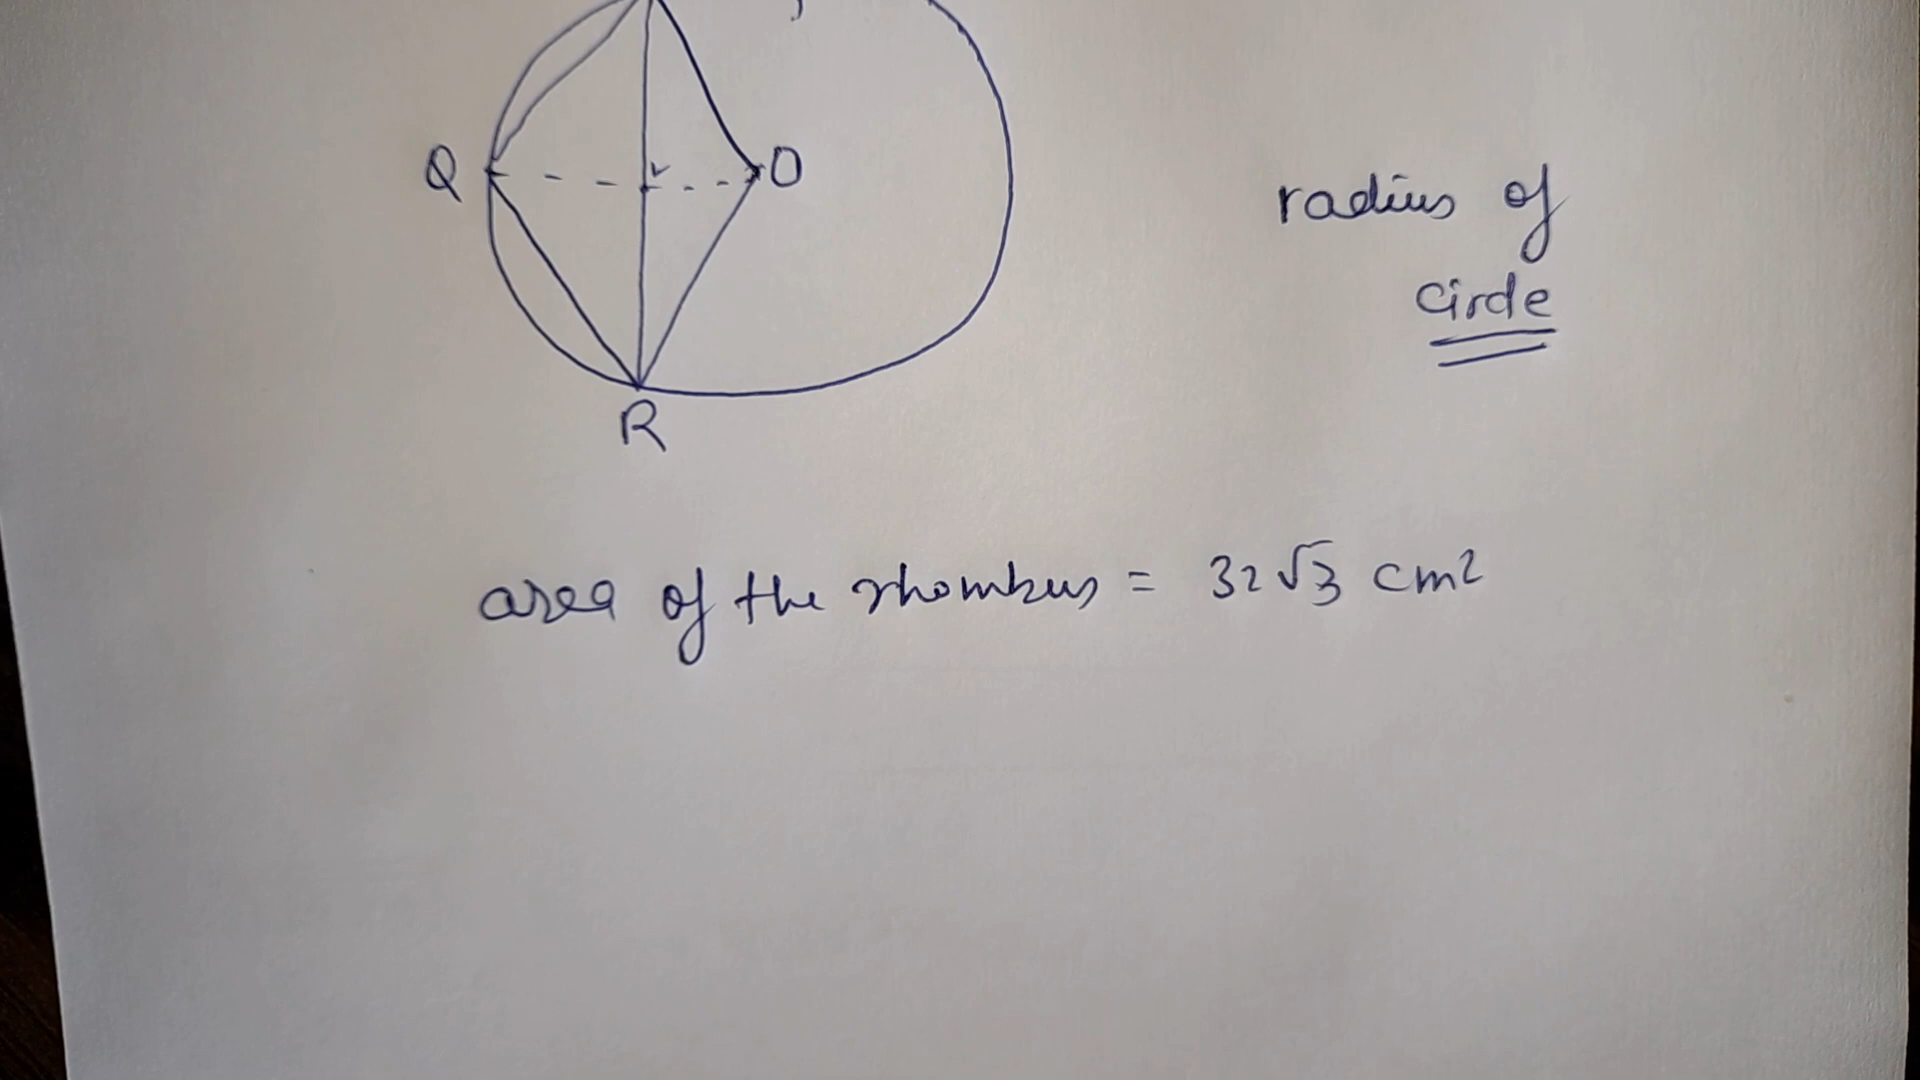 Q
O
radius of
circle
R
area of the rhombus = 32√3 cm²